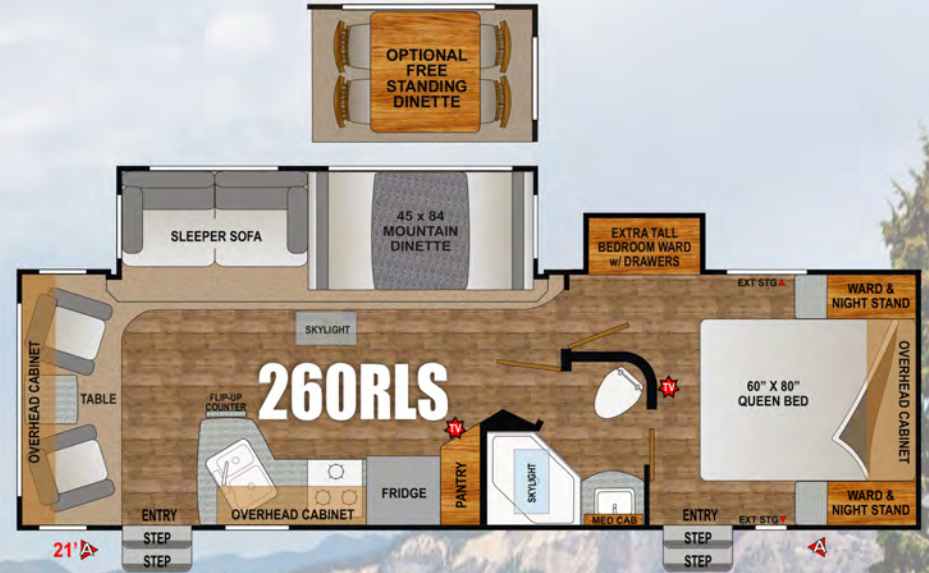 OPTIONAL
FREE
STANDING
DINETTE
SLEEPER SOFA
45 x 84
MOUNTAIN
DINETTE
EXTRA TALL
BEDROOM WARD
w/ DRAWERS
EXT STG
WARD &
NIGHT STAND
OVERHEAD CABINET
TABLE
SKYLIGHT
260RLS
FLIP-UP
COUNTER
TV
TV
60" X 80"
QUEEN BED
OVERHEAD CABINET
OVERHEAD CABINET
FRIDGE
PANTRY
SKYLIGHT
MED CAB
WARD &
NIGHT STAND
ENTRY
STEP
STEP
ENTRY
STEP
STEP
EXT STG
21' A
A